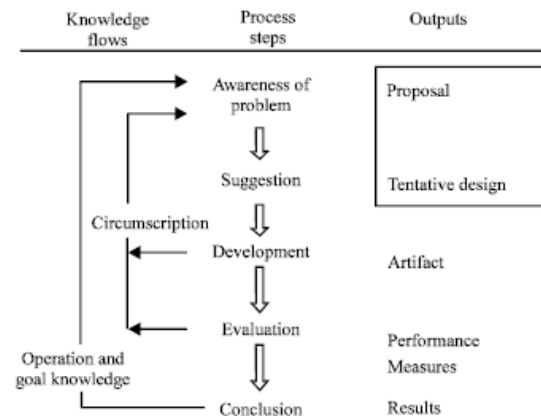 Knowledge
flows
Process
steps
Outputs
Awareness of
problem
Proposal
Suggestion
Tentative design
Circumscription
Development
Artifact
Evaluation
Performance
Measures
Operation and
goal knowledge
Conclusion
Results